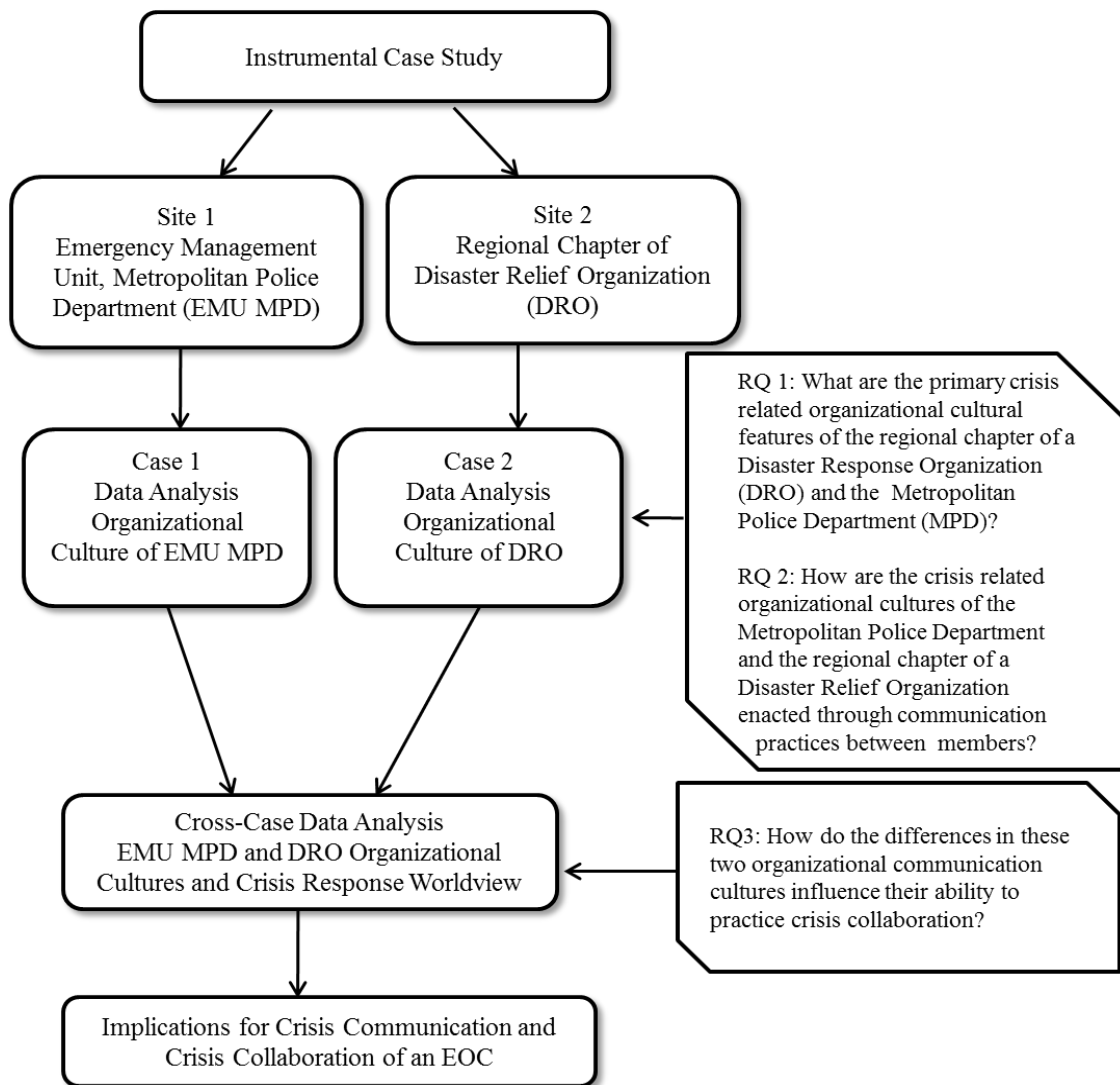 Instrumental Case Study
Site 1
Emergency Management
Unit, Metropolitan Police
Department (EMU MPD)
Site 2
Regional Chapter of
Disaster Relief Organization
(DRO)
RQ 1: What are the primary crisis
related organizational cultural
features of the regional chapter of a
Disaster Response Organization
(DRO) and the Metropolitan
Police Department (MPD)?
RQ 2: How are the crisis related
organizational cultures of the
Metropolitan Police Department
and the regional chapter of a
Disaster Relief Organization
enacted through communication
practices between members?
Case 1
Data Analysis
Organizational
Culture of EMU MPD
Case 2
Data Analysis
Organizational
Culture of DRO
Cross-Case Data Analysis
EMU MPD and DRO Organizational
Cultures and Crisis Response Worldview
RQ3: How do the differences in these
two organizational communication
cultures influence their ability to
practice crisis collaboration?
Implications for Crisis Communication and
Crisis Collaboration of an EOC